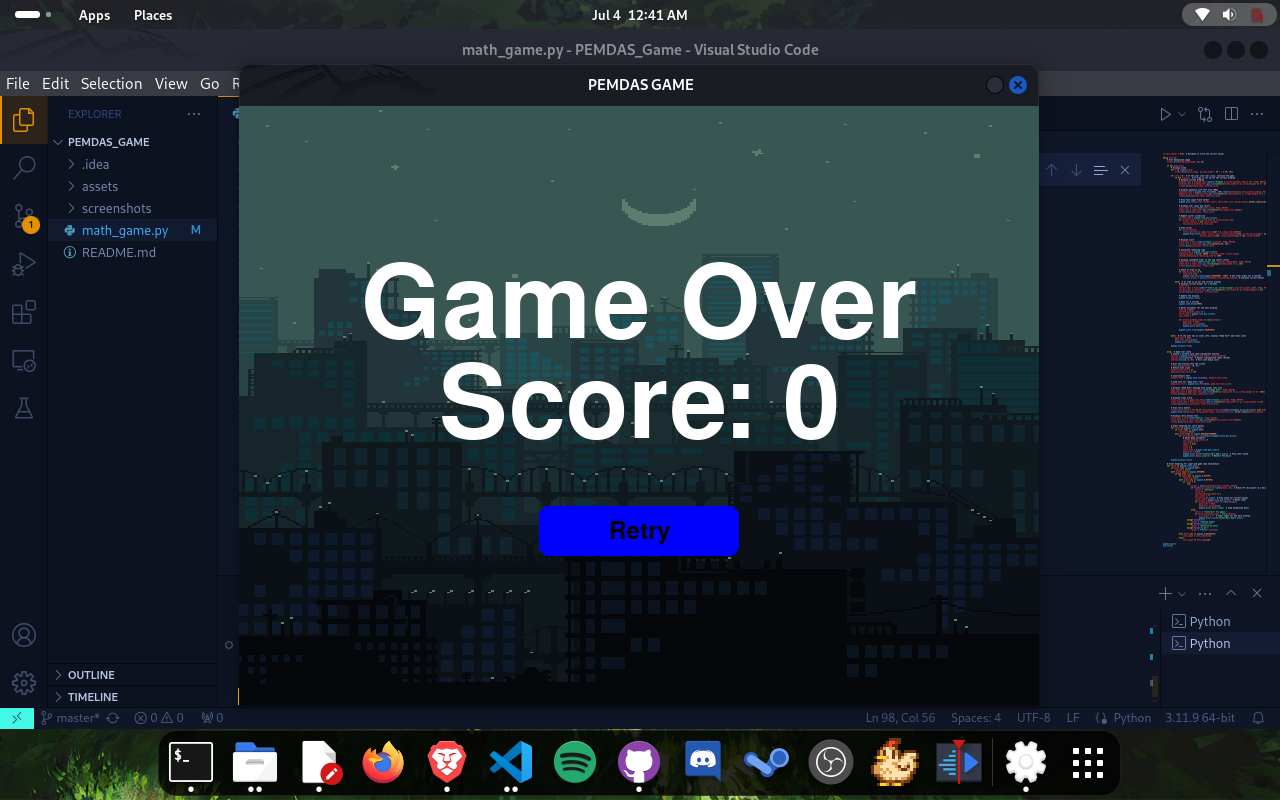 Apps Places Jul 4 12:41 AM
math_game.py - PEMDAS_Game - Visual Studio Code
File Edit Selection View Go
PEMDAS GAME
EXPLORER
PEMDAS_GAME
.idea
assets
screenshots
math_game.py M
README.md
1
Game Over
Score: 0
Retry
Python
Python
OUTLINE
TIMELINE
master* 0 0 0 Ln 98, Col 56 Spaces: 4 UTF-8 LF Python 3.11.9 64-bit
$_